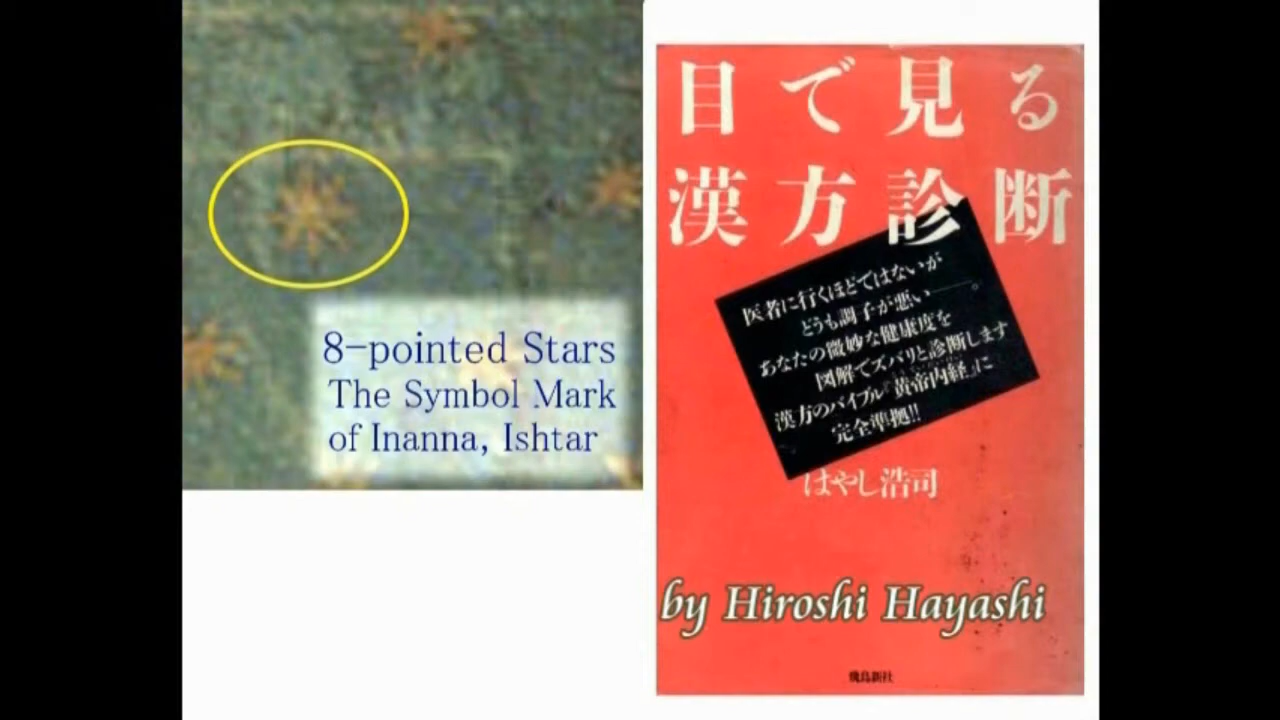 8-pointed Stars
The Symbol Mark
of Inanna, Ishtar
目で見る
漢方診断
医者に行くほどではないが
どうも調子が悪い――。
あなたの微妙な健康度を
図解でズバリと診断します
漢方のバイブル『黄帝内経』に
完全準拠!!
はやし浩司
by Hiroshi Hayashi
飛鳥新社